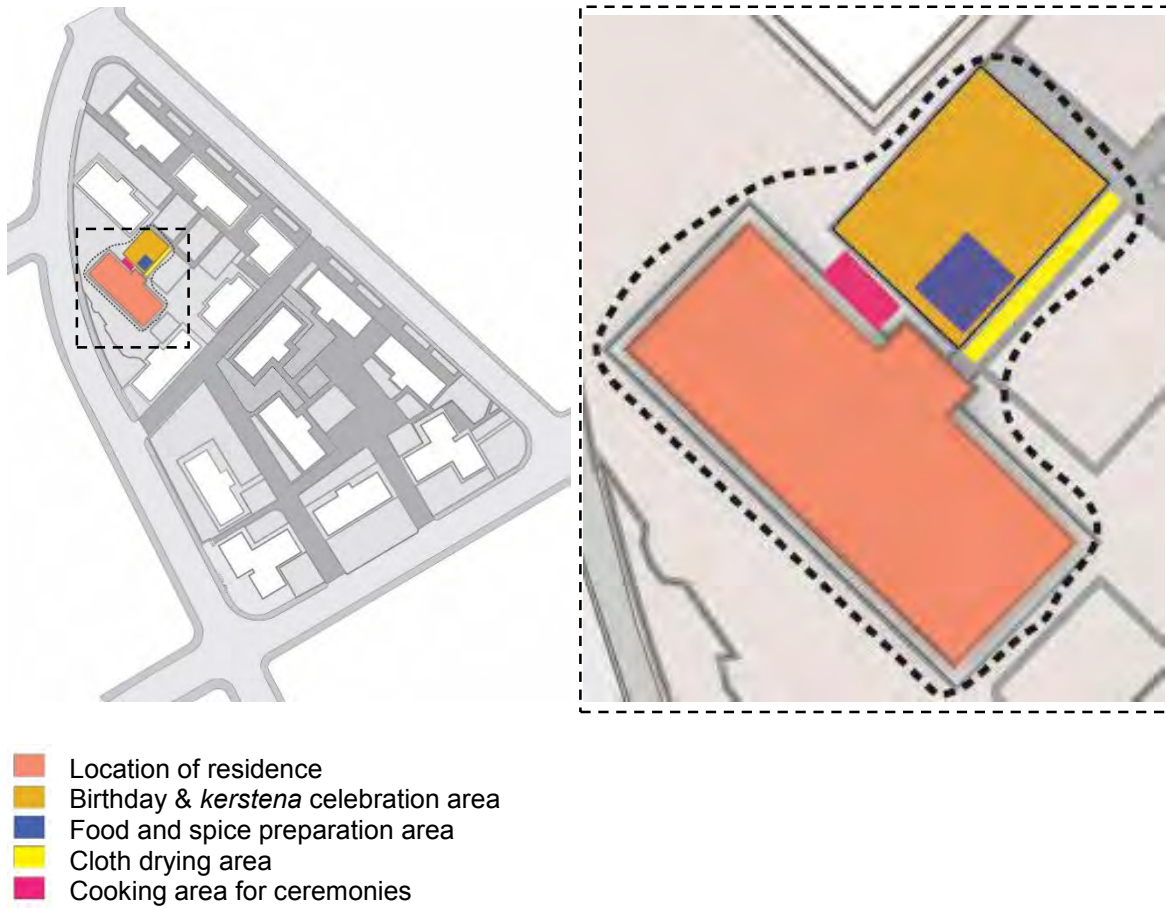 Location of residence
Birthday & kerstena celebration area
Food and spice preparation area
Cloth drying area
Cooking area for ceremonies